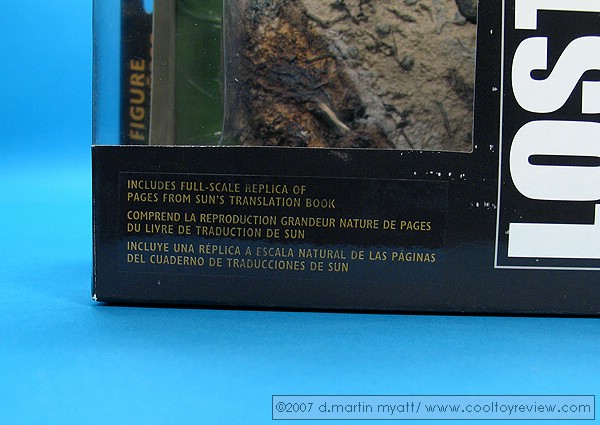 FIGURE
LOST
INCLUDES FULL-SCALE REPLICA OF
PAGES FROM SUN'S TRANSLATION BOOK
COMPREND LA REPRODUCTION GRANDEUR NATURE DE PAGES
DU LIVRE DE TRADUCTION DE SUN
INCLUYE UNA RÉPLICA A ESCALA NATURAL DE LAS PÁGINAS
DEL CUADERNO DE TRADUCCIONES DE SUN
©2007 d.martin myatt/ www.cooltoyreview.com